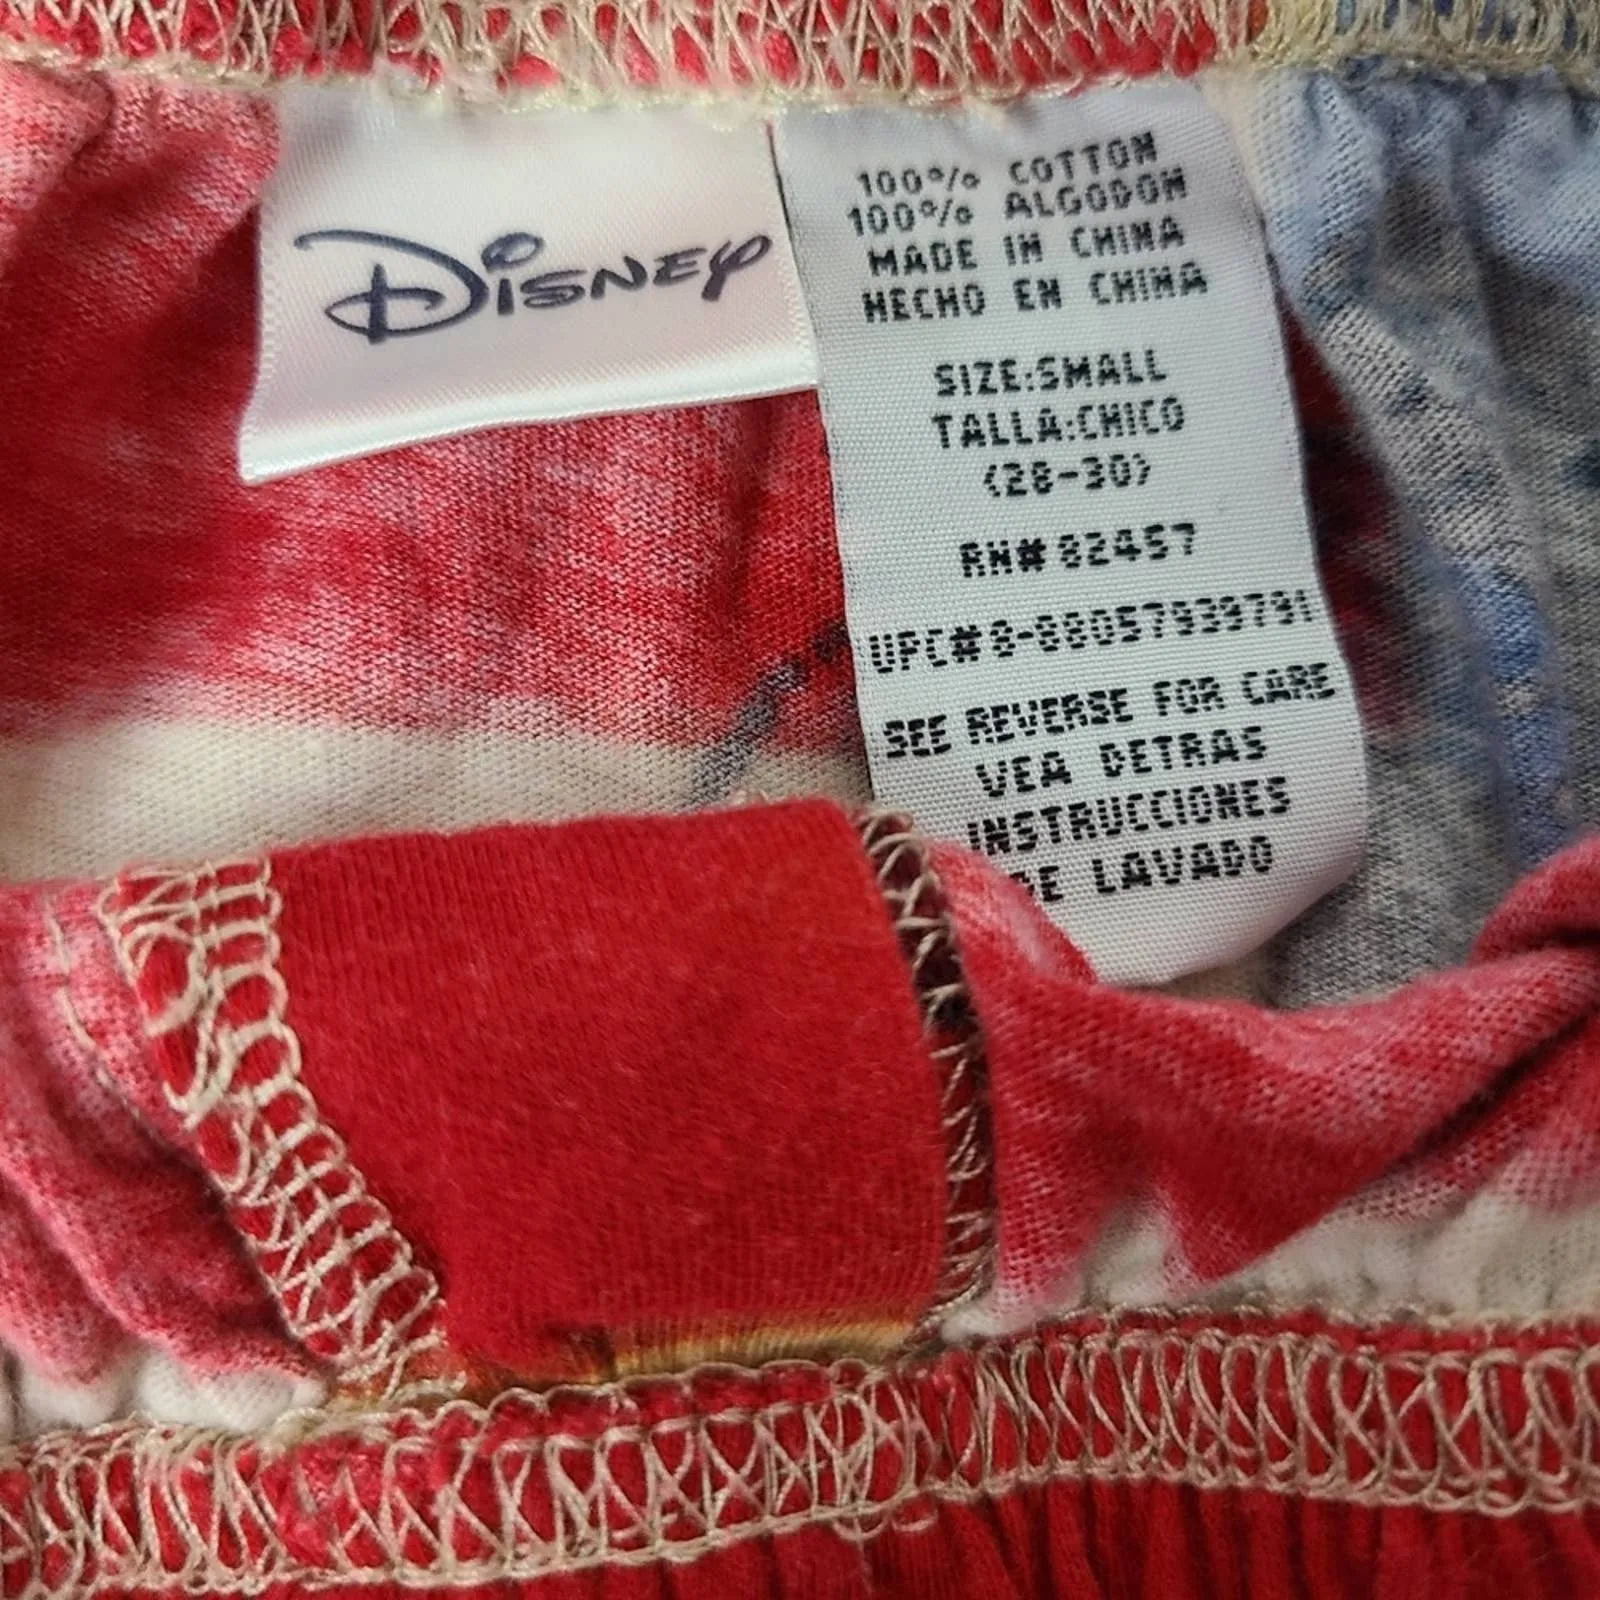 Disney
100% COTTON
100% ALGODON
MADE IN CHINA
HECHO EN CHINA
SIZE:SMALL
TALLA:CHICO
(28-30)
RN# 82457
UPC# 8-88057939791
SEE REVERSE FOR CARE
VEA DETRAS
INSTRUCCIONES
DE LAVADO